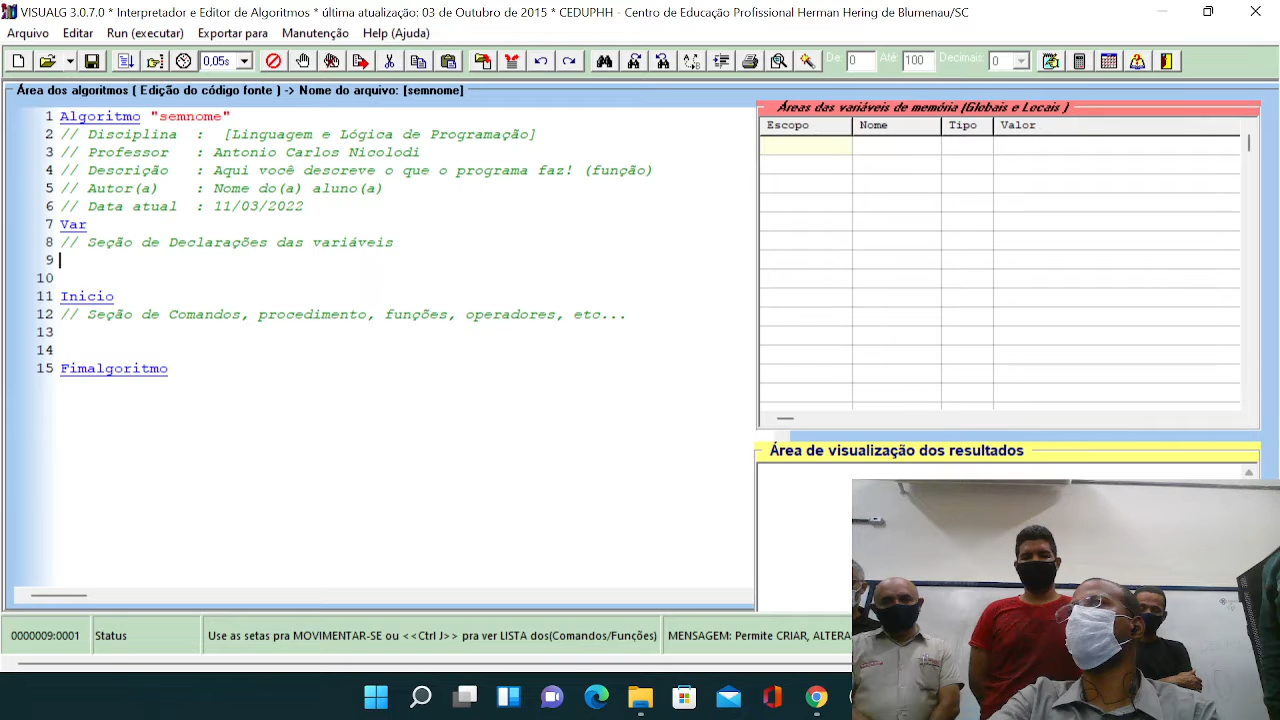 VISUALG 3.0.7.0 * Interpretador e Editor de Algoritmos * última atualização: 03 de Outubro de 2015 * CEDUPHH - Centro de Educação Profissional Herman Hering de Blumenau/SC
Arquivo Editar Run (executar) Exportar para Manutenção Help (Ajuda)
0,05s De: 0 Até: 100 Decimais: 0
Área dos algoritmos ( Edição do código fonte ) -> Nome do arquivo: [semnome]
1 Algoritmo "semnome"
2 // Disciplina : [Linguagem e Lógica de Programação]
3 // Professor : Antonio Carlos Nicolodi
4 // Descrição : Aqui você descreve o que o programa faz! (função)
5 // Autor(a) : Nome do(a) aluno(a)
6 // Data atual : 11/03/2022
7 Var
8 // Seção de Declarações das variáveis
9
10
11 Inicio
12 // Seção de Comandos, procedimento, funções, operadores, etc...
13
14
15 Fimalgoritmo
Áreas das variáveis de memória (Globais e Locais )
Escopo Nome Tipo Valor
Área de visualização dos resultados
0000009:0001 Status Use as setas pra MOVIMENTAR-SE ou <<Ctrl J>> pra ver LISTA dos(Comandos/Funções) MENSAGEM: Permite CRIAR, ALTERA